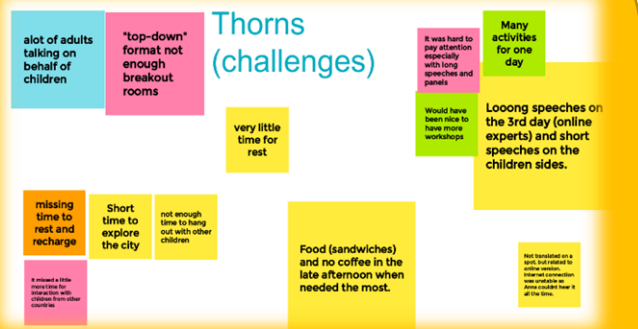 Thorns
(challenges)
alot of adults
talking on
behalf of
children
"top-down"
format not
enough
breakout
rooms
It was hard to
pay attention
especially
with long
speeches and
panels
Many
activities
for one
day
Would have
been nice to
have more
workshops
Looong speeches on
the 3rd day (online
experts) and short
speeches on the
children sides.
very little
time for
rest
missing
time to
rest and
recharge
Short
time to
explore
the city
not enough
time to hang
out with other
children
Food (sandwiches)
and no coffee in the
late afternoon when
needed the most.
It missed a little
more time for
interaction with
children from other
countries
Not translated on a
spot, but related to
online version.
Internet connection
was unstable so
Anna couldnt hear it
all the time.